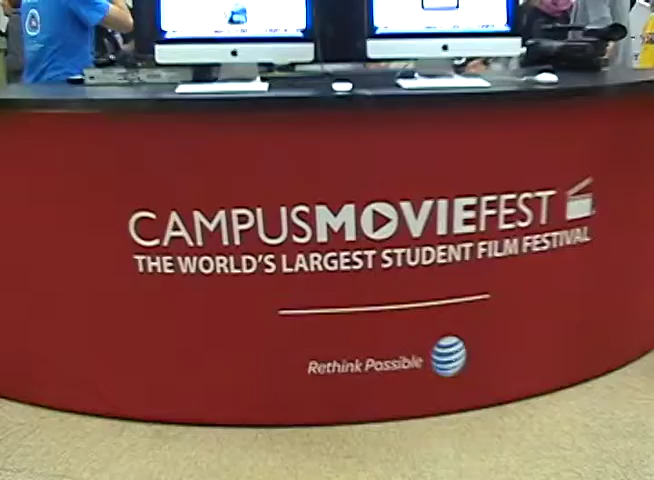 CAMPUSMOVIEFEST
THE WORLD'S LARGEST STUDENT FILM FESTIVAL
Rethink Possible